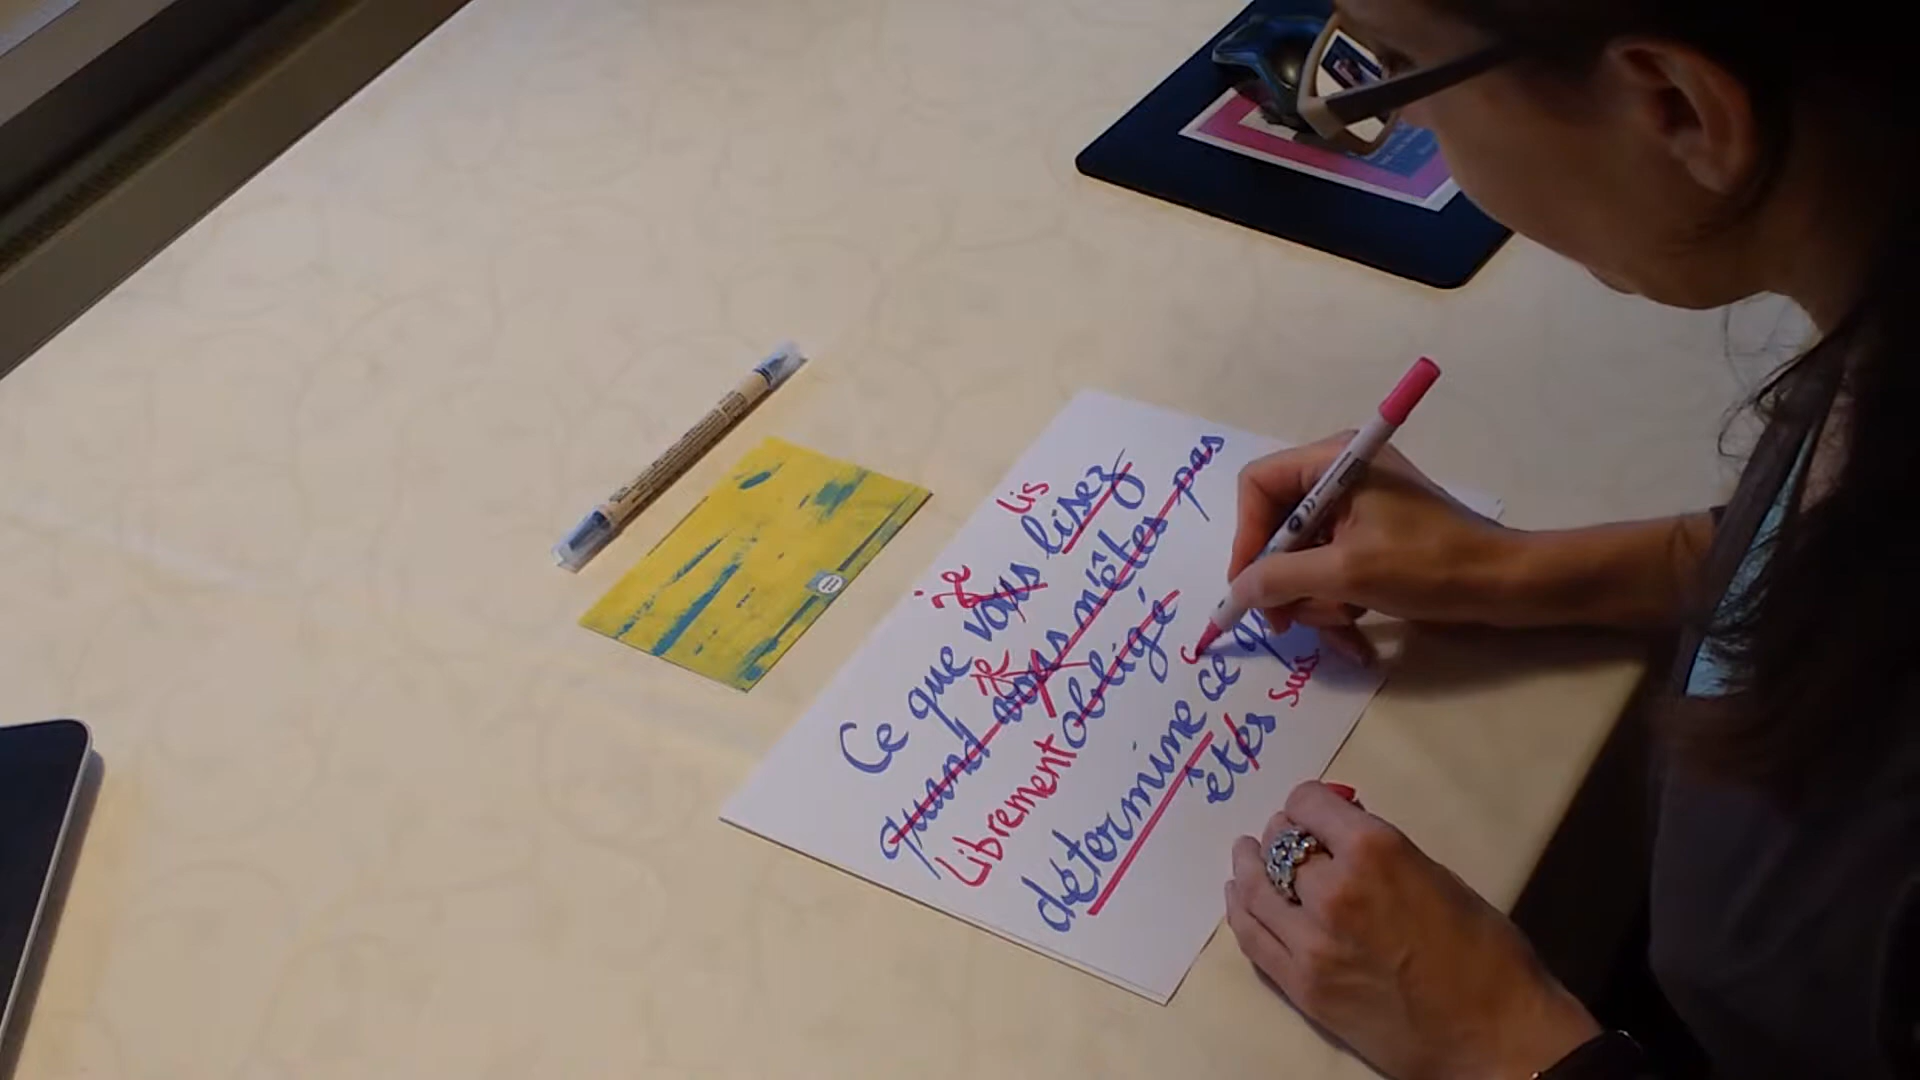 lis
je
Ce que vous lisez
je
quand vous n'êtes pas
Librement obligé
détermine ce
êtes suis